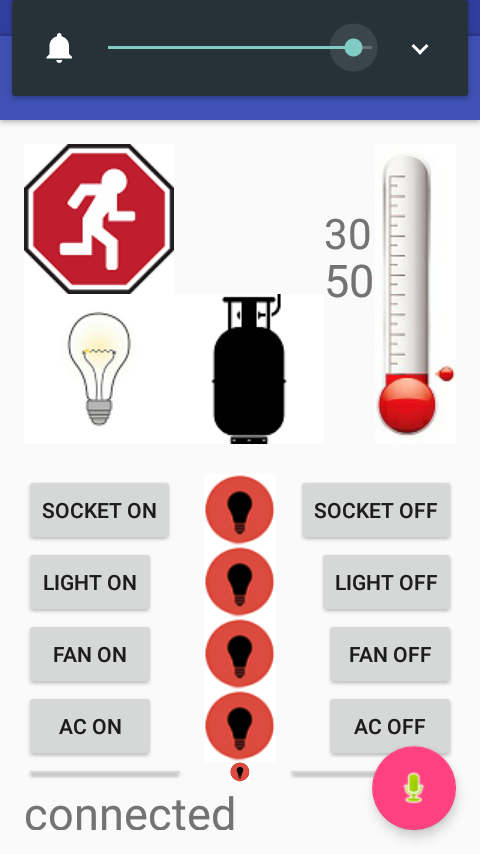 30
50
SOCKET ON
SOCKET OFF
LIGHT ON
LIGHT OFF
FAN ON
FAN OFF
AC ON
AC OFF
connected